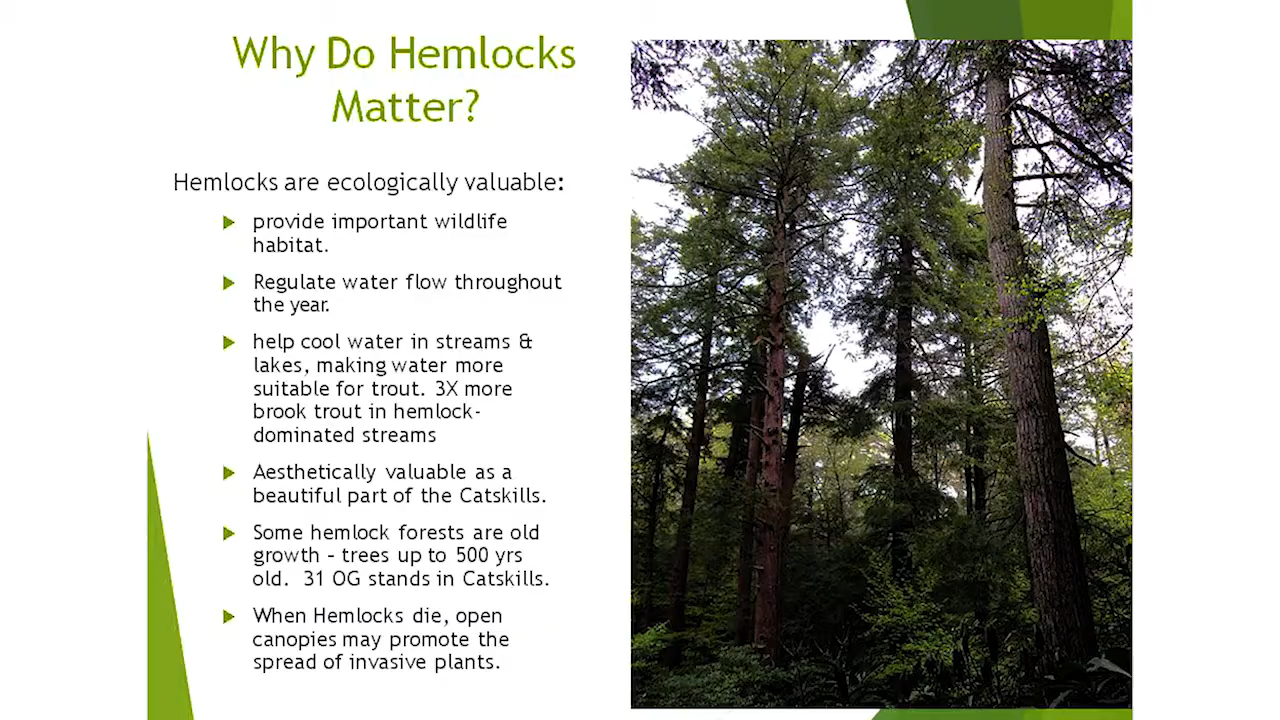 Why Do Hemlocks
Matter?
Hemlocks are ecologically valuable:
provide important wildlife
habitat.
Regulate water flow throughout
the year.
help cool water in streams &
lakes, making water more
suitable for trout. 3X more
brook trout in hemlock-
dominated streams
Aesthetically valuable as a
beautiful part of the Catskills.
Some hemlock forests are old
growth – trees up to 500 yrs
old. 31 OG stands in Catskills.
When Hemlocks die, open
canopies may promote the
spread of invasive plants.